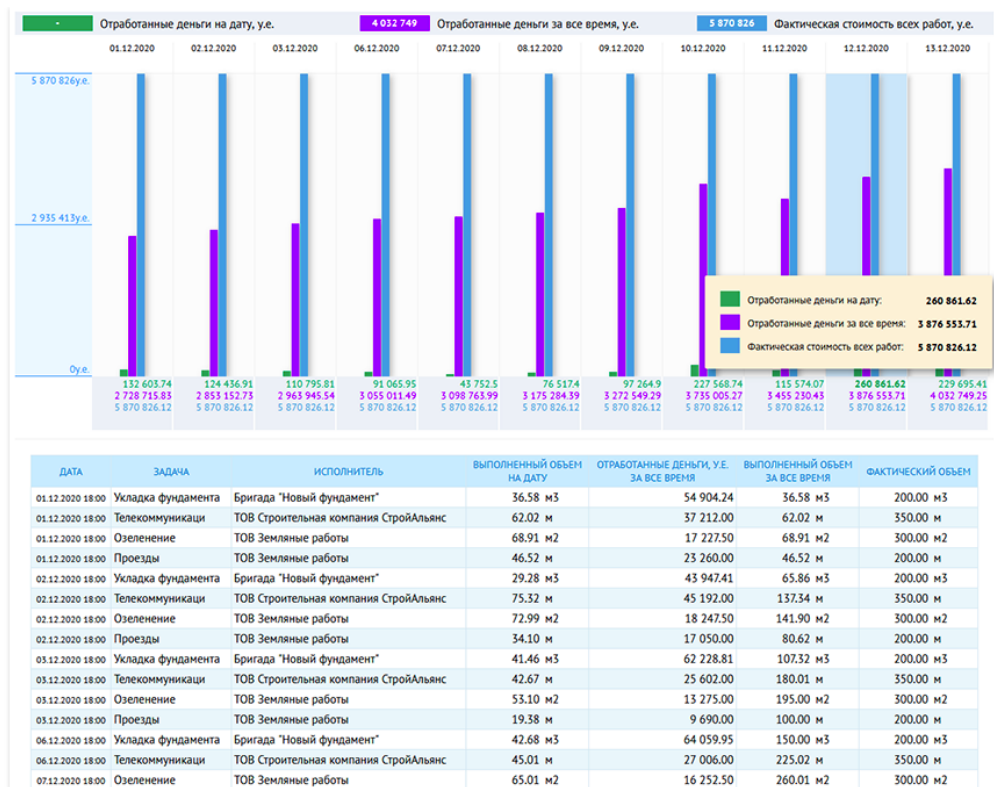 - Отработанные деньги на дату, у.е. 4 032 749 Отработанные деньги за все время, у.е. 5 870 826 Фактическая стоимость всех работ, у.е.
01.12.2020 02.12.2020 03.12.2020 06.12.2020 07.12.2020 08.12.2020 09.12.2020 10.12.2020 11.12.2020 12.12.2020 13.12.2020
5 870 826у.е.
2 935 413у.е.
Отработанные деньги на дату: 260 861.62
Отработанные деньги за все время: 3 876 553.71
Фактическая стоимость всех работ: 5 870 826.12
0у.е.
132 603.74 124 436.91 110 795.81 91 065.95 43 752.5 76 517.4 97 264.9 227 568.74 115 574.07 260 861.62 229 695.41
2 728 715.83 2 853 152.73 2 963 945.54 3 055 011.49 3 098 763.99 3 175 284.39 3 272 549.29 3 735 005.27 3 455 230.43 3 876 553.71 4 032 749.25
5 870 826.12 5 870 826.12 5 870 826.12 5 870 826.12 5 870 826.12 5 870 826.12 5 870 826.12 5 870 826.12 5 870 826.12 5 870 826.12 5 870 826.12
ДАТА ЗАДАЧА ИСПОЛНИТЕЛЬ ВЫПОЛНЕННЫЙ ОБЪЕМ НА ДАТУ ОТРАБОТАННЫЕ ДЕНЬГИ, У.Е. ЗА ВСЕ ВРЕМЯ ВЫПОЛНЕННЫЙ ОБЪЕМ ЗА ВСЕ ВРЕМЯ ФАКТИЧЕСКИЙ ОБЪЕМ
01.12.2020 18:00 Укладка фундамента Бригада "Новый фундамент" 36.58 м3 54 904.24 36.58 м3 200.00 м3
01.12.2020 18:00 Телекоммуникаци ТОВ Строительная компания СтройАльянс 62.02 м 37 212.00 62.02 м 350.00 м
01.12.2020 18:00 Озеленение ТОВ Земляные работы 68.91 м2 17 227.50 68.91 м2 300.00 м2
01.12.2020 18:00 Проезды ТОВ Земляные работы 46.52 м 23 260.00 46.52 м 200.00 м
02.12.2020 18:00 Укладка фундамента Бригада "Новый фундамент" 29.28 м3 43 947.41 65.86 м3 200.00 м3
02.12.2020 18:00 Телекоммуникаци ТОВ Строительная компания СтройАльянс 75.32 м 45 192.00 137.34 м 350.00 м
02.12.2020 18:00 Озеленение ТОВ Земляные работы 72.99 м2 18 247.50 141.90 м2 300.00 м2
02.12.2020 18:00 Проезды ТОВ Земляные работы 34.10 м 17 050.00 80.62 м 200.00 м
03.12.2020 18:00 Укладка фундамента Бригада "Новый фундамент" 41.46 м3 62 228.81 107.32 м3 200.00 м3
03.12.2020 18:00 Телекоммуникаци ТОВ Строительная компания СтройАльянс 42.67 м 25 602.00 180.01 м 350.00 м
03.12.2020 18:00 Озеленение ТОВ Земляные работы 53.10 м2 13 275.00 195.00 м2 300.00 м2
03.12.2020 18:00 Проезды ТОВ Земляные работы 19.38 м 9 690.00 100.00 м 200.00 м
06.12.2020 18:00 Укладка фундамента Бригада "Новый фундамент" 42.68 м3 64 059.95 150.00 м3 200.00 м3
06.12.2020 18:00 Телекоммуникаци ТОВ Строительная компания СтройАльянс 45.01 м 27 006.00 225.02 м 350.00 м
07.12.2020 18:00 Озеленение ТОВ Земляные работы 65.01 м2 16 252.50 260.01 м2 300.00 м2